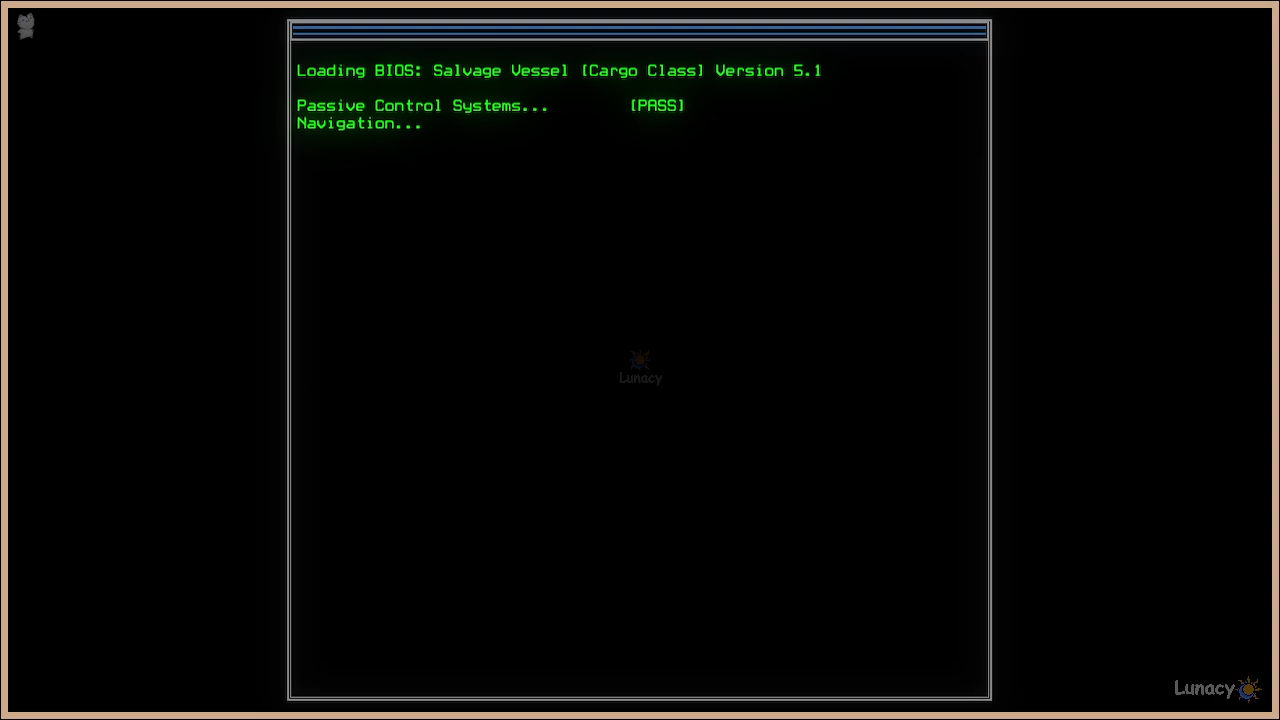 Loading BIOS: Salvage Vessel [Cargo Class] Version 5.1
Passive Control Systems... [PASS]
Navigation...
Lunacy
Lunacy